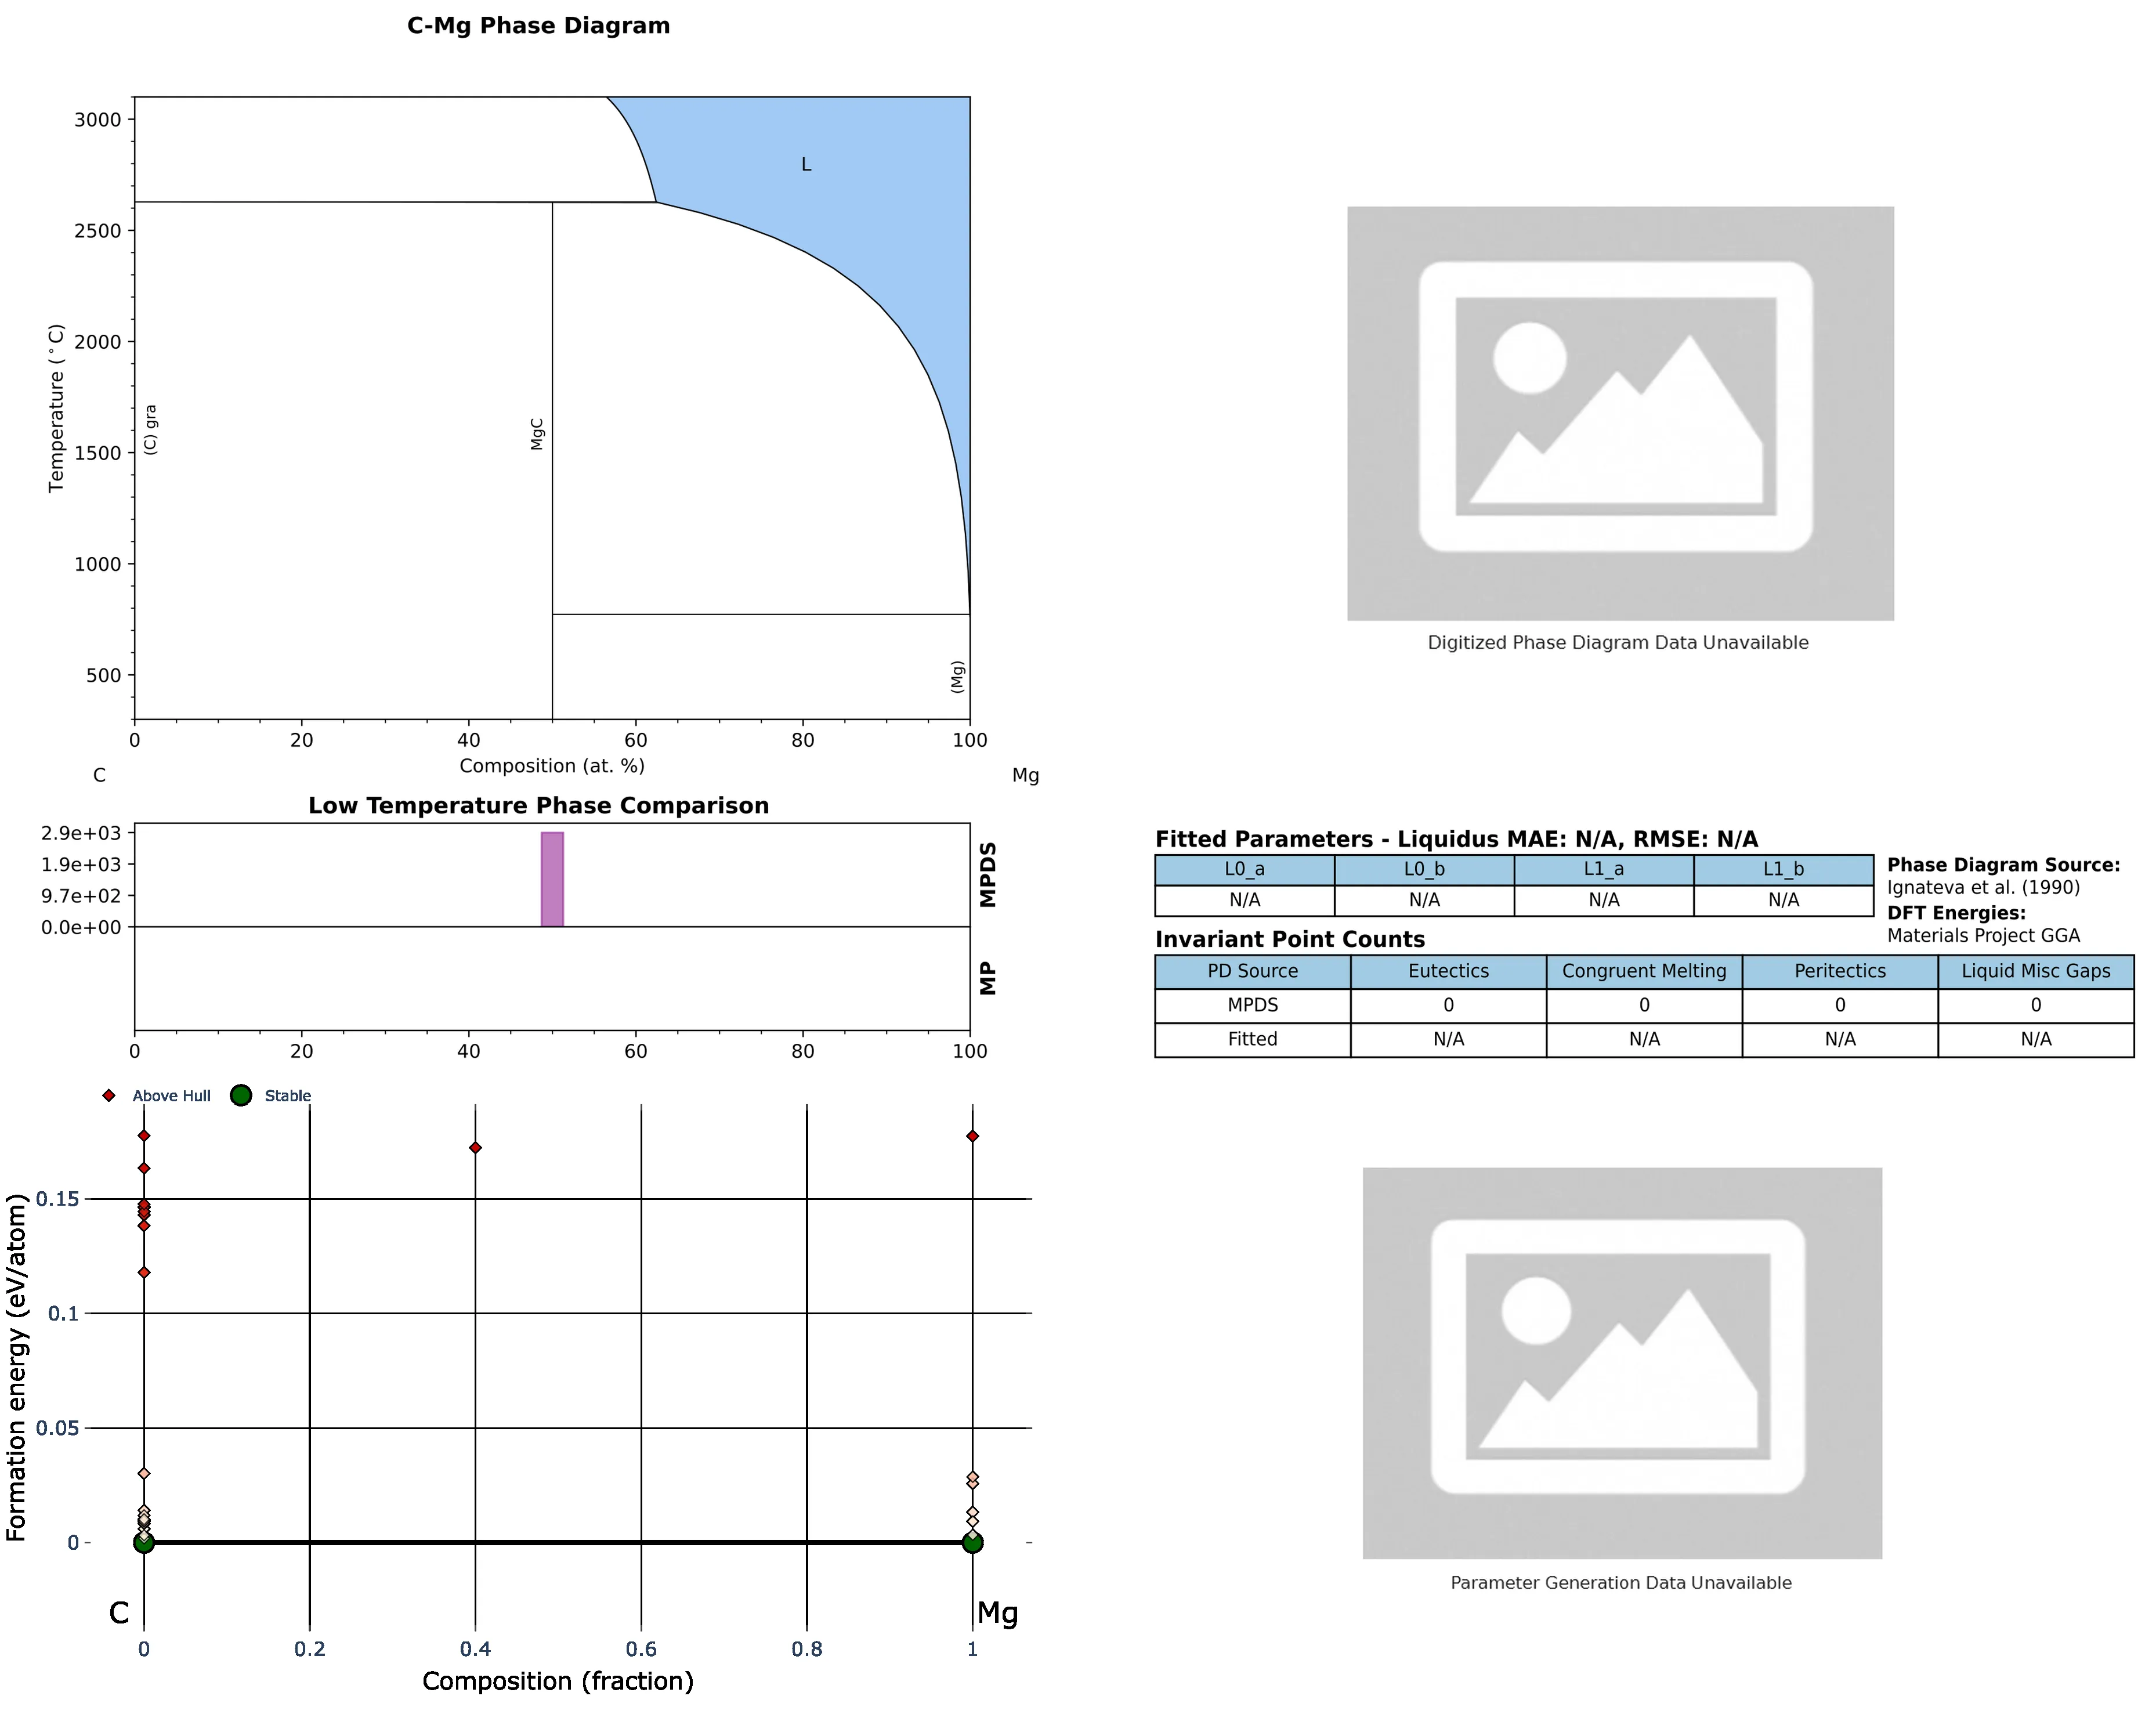 C-Mg Phase Diagram
3000
2500
2000
1500
1000
500
Temperature (°C)
L
(C) gra
MgC
(Mg)
0 20 40 60 80 100
Composition (at. %)
C Mg
Digitized Phase Diagram Data Unavailable
Low Temperature Phase Comparison
2.9e+03
1.9e+03
9.7e+02
0.0e+00
MPDS
MP
0 20 40 60 80 100
Fitted Parameters - Liquidus MAE: N/A, RMSE: N/A
L0_a L0_b L1_a L1_b
N/A N/A N/A N/A
Phase Diagram Source:
Ignateva et al. (1990)
DFT Energies:
Materials Project GGA
Invariant Point Counts
PD Source Eutectics Congruent Melting Peritectics Liquid Misc Gaps
MPDS 0 0 0 0
Fitted N/A N/A N/A N/A
Above Hull Stable
0.15
0.1
0.05
0
Formation energy (eV/atom)
C Mg
0 0.2 0.4 0.6 0.8 1
Composition (fraction)
Parameter Generation Data Unavailable